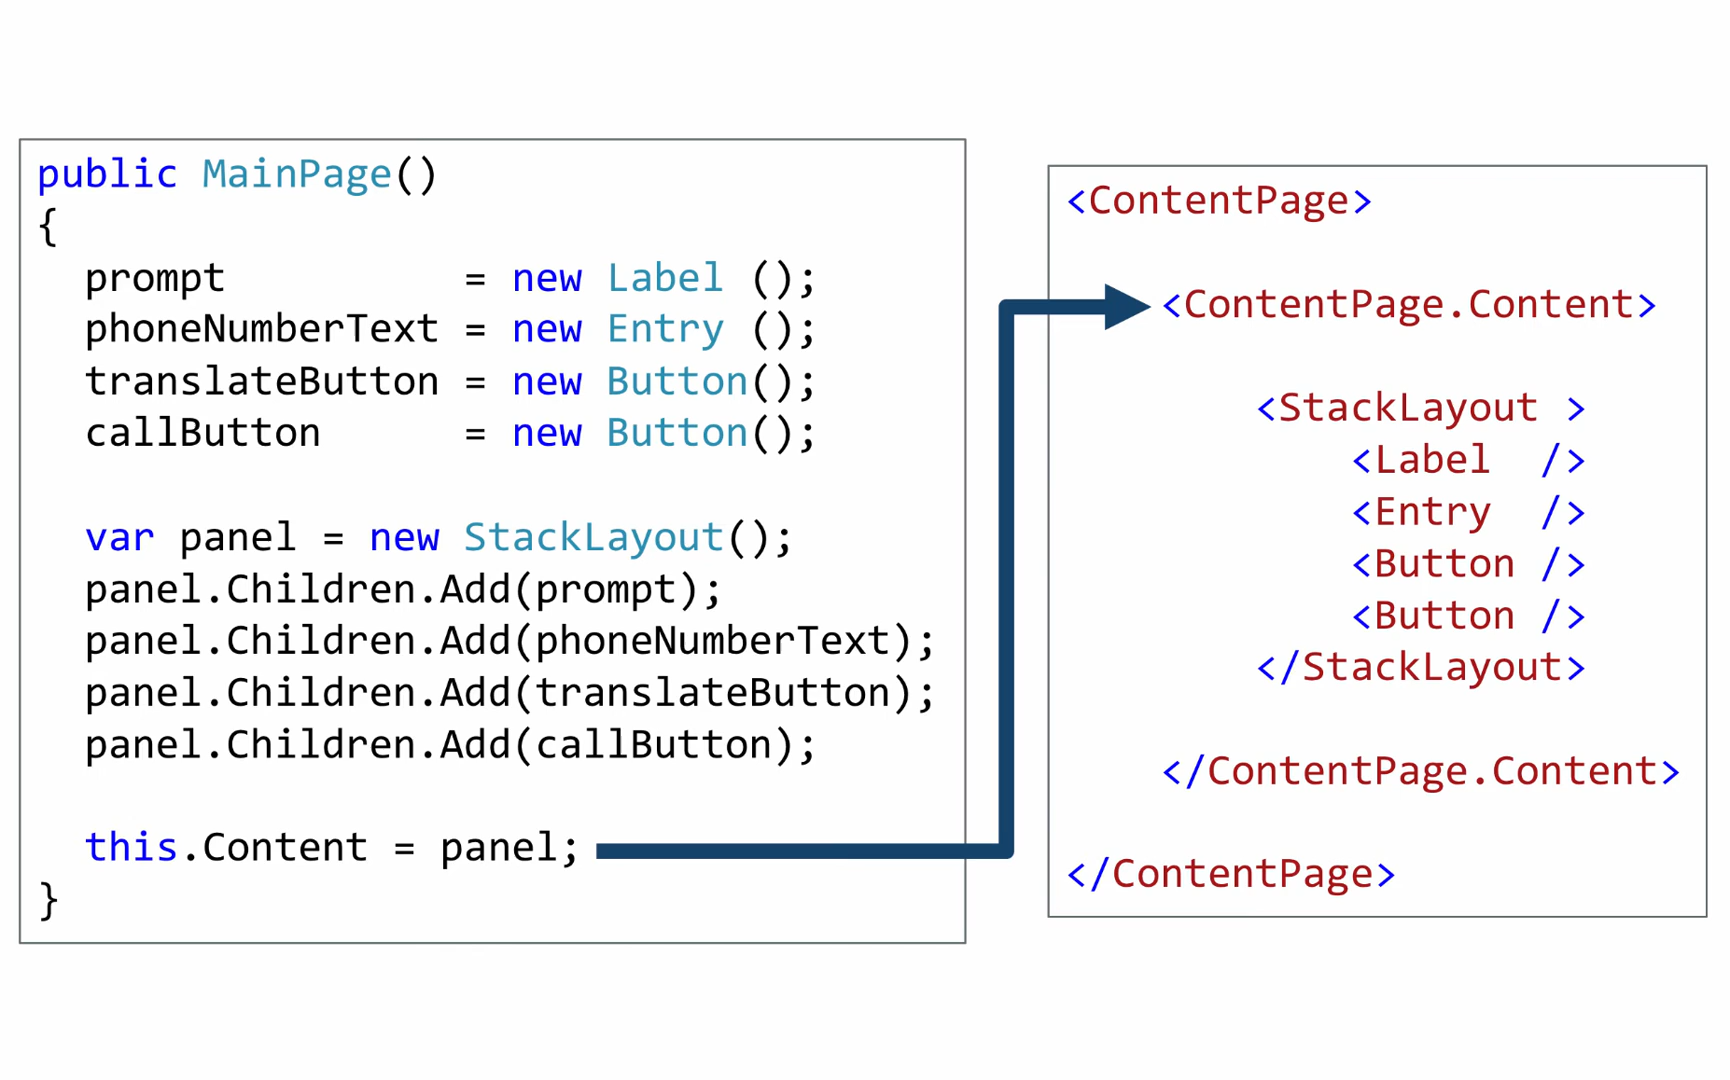 public MainPage()
{
prompt = new Label ();
phoneNumberText = new Entry ();
translateButton = new Button();
callButton = new Button();
var panel = new StackLayout();
panel.Children.Add(prompt);
panel.Children.Add(phoneNumberText);
panel.Children.Add(translateButton);
panel.Children.Add(callButton);
this.Content = panel;
}
<ContentPage>
<ContentPage.Content>
<StackLayout >
<Label />
<Entry />
<Button />
<Button />
</StackLayout>
</ContentPage.Content>
</ContentPage>